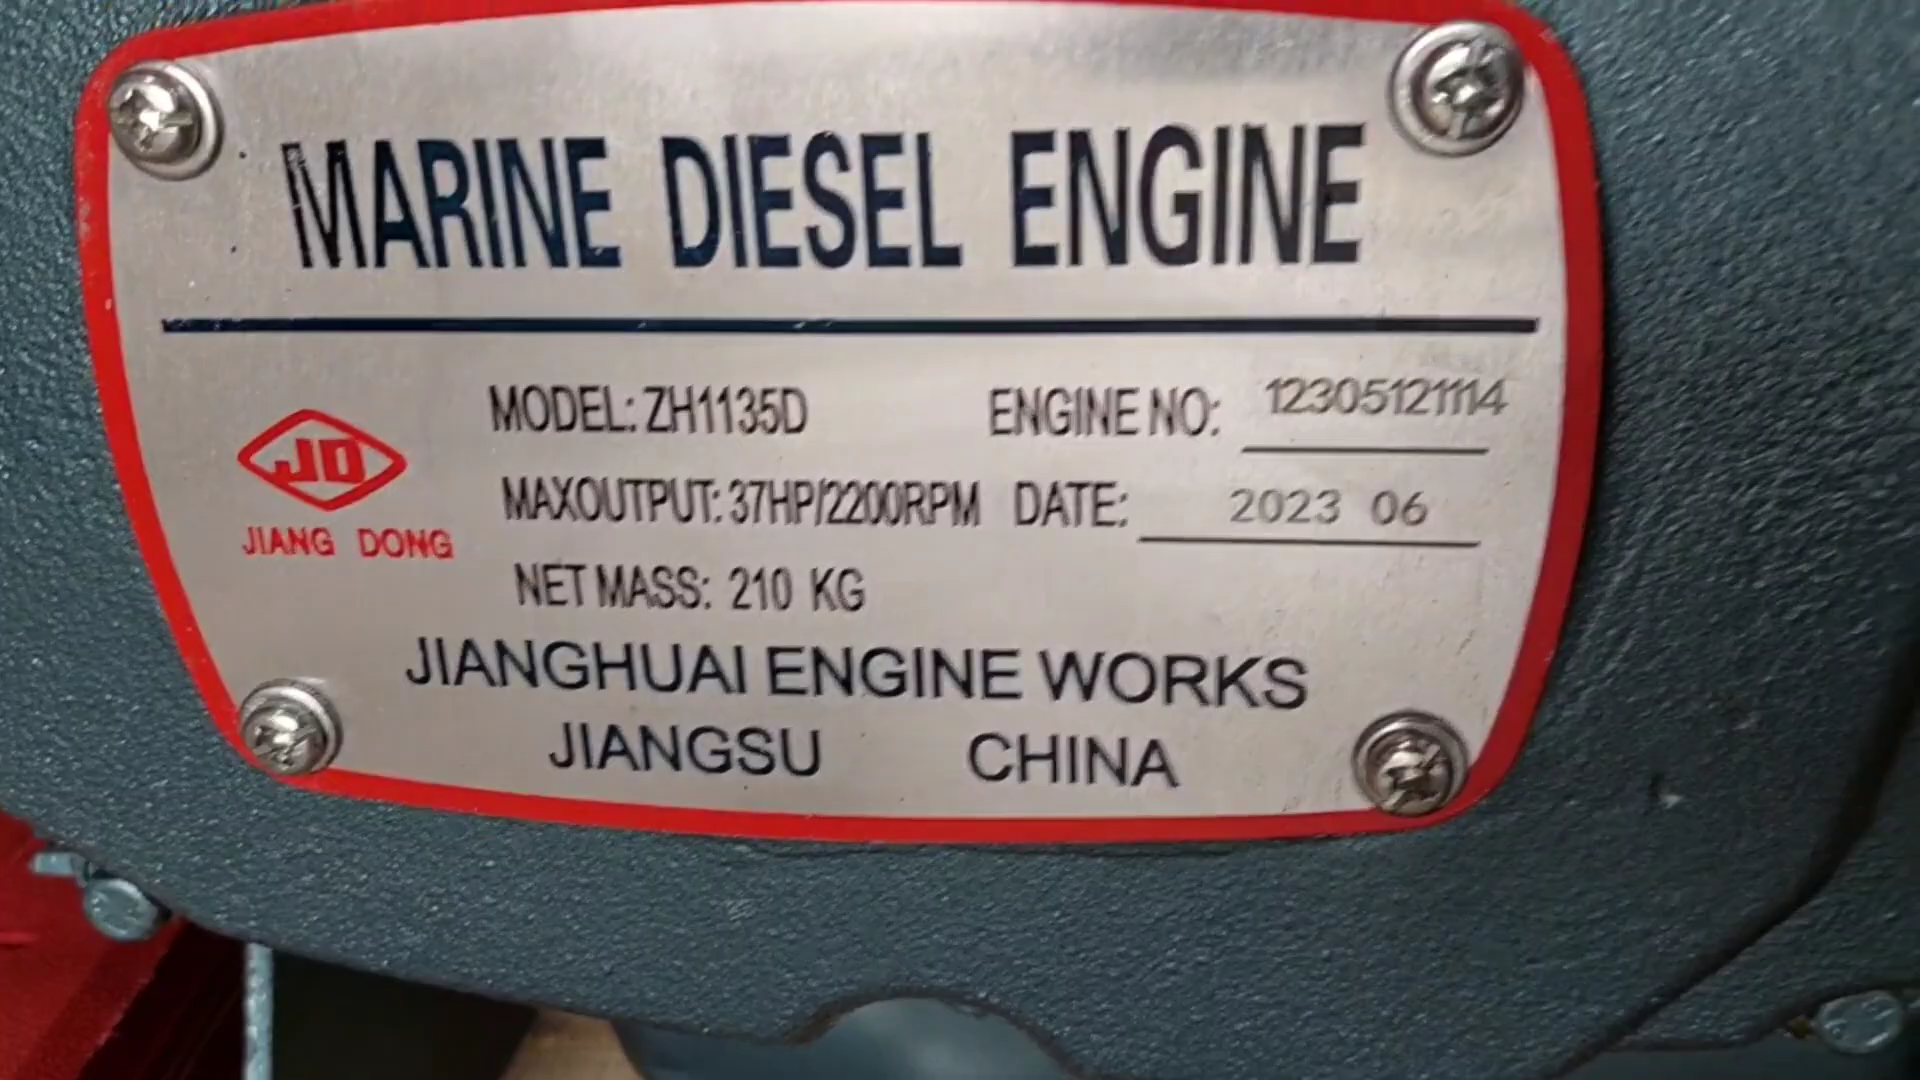 MARINE DIESEL ENGINE
MODEL: ZH1135D ENGINE NO: 12305121114
JD
JIANG DONG
MAXOUTPUT: 37HP/2200RPM DATE: 2023 06
NET MASS: 210 KG
JIANGHUAI ENGINE WORKS
JIANGSU CHINA